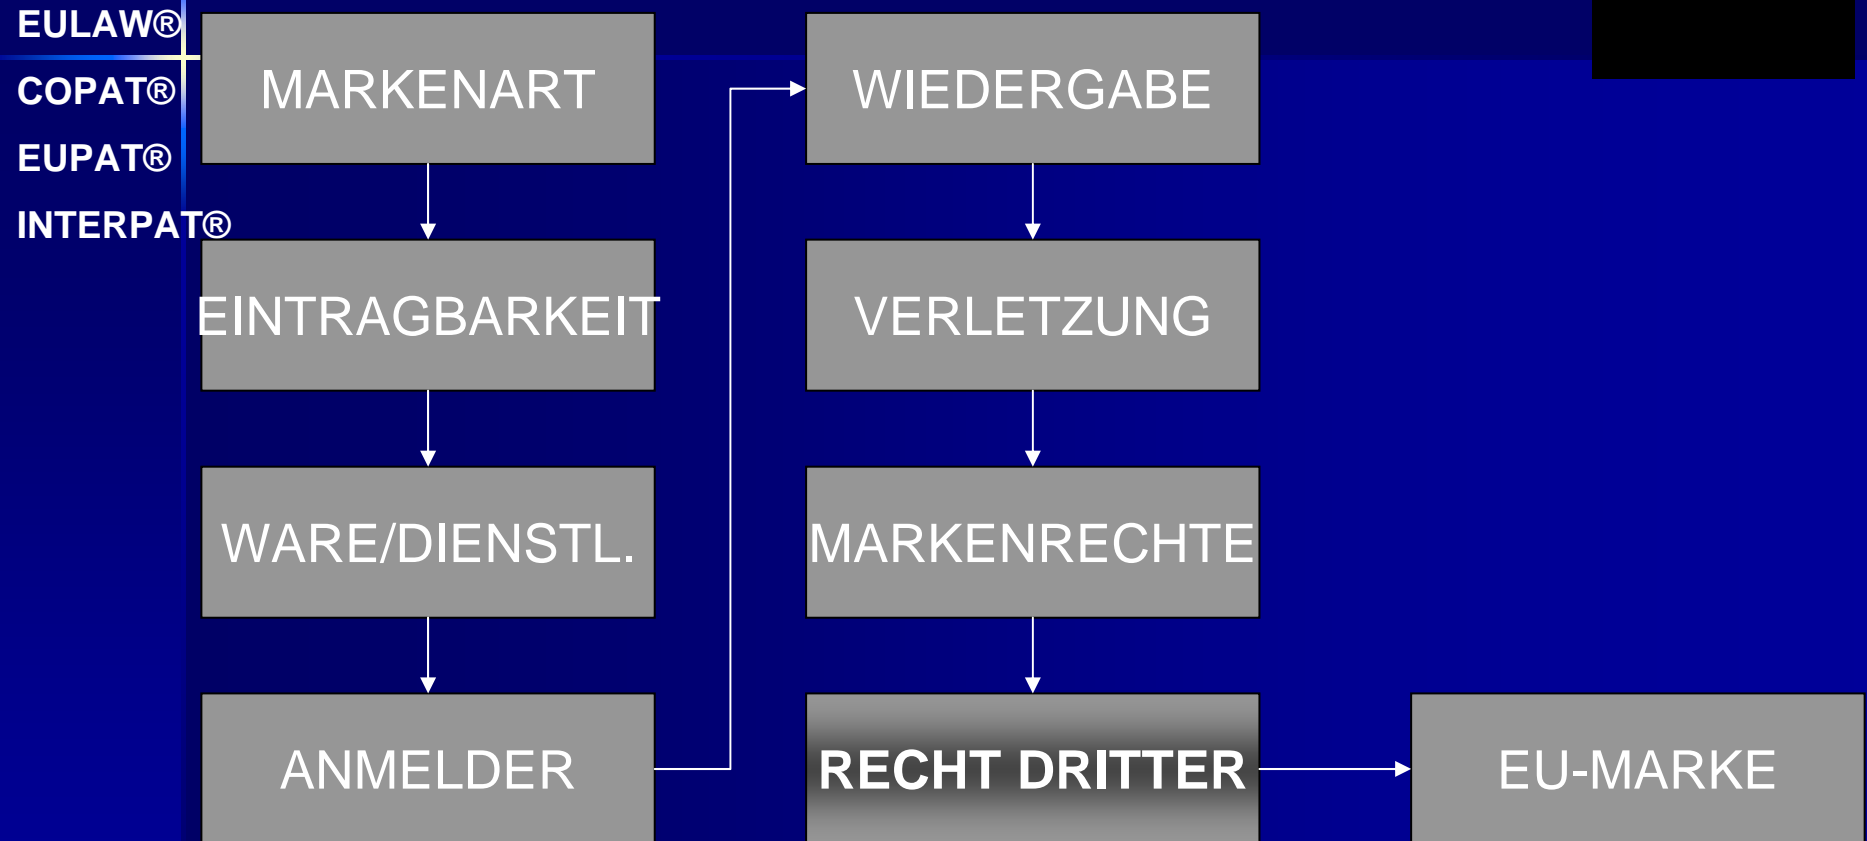 EULAW®
COPAT®
EUPAT®
INTERPAT®
MARKENART
EINTRAGBARKEIT
WARE/DIENSTL.
ANMELDER
WIEDERGABE
VERLETZUNG
MARKENRECHTE
RECHT DRITTER
EU-MARKE